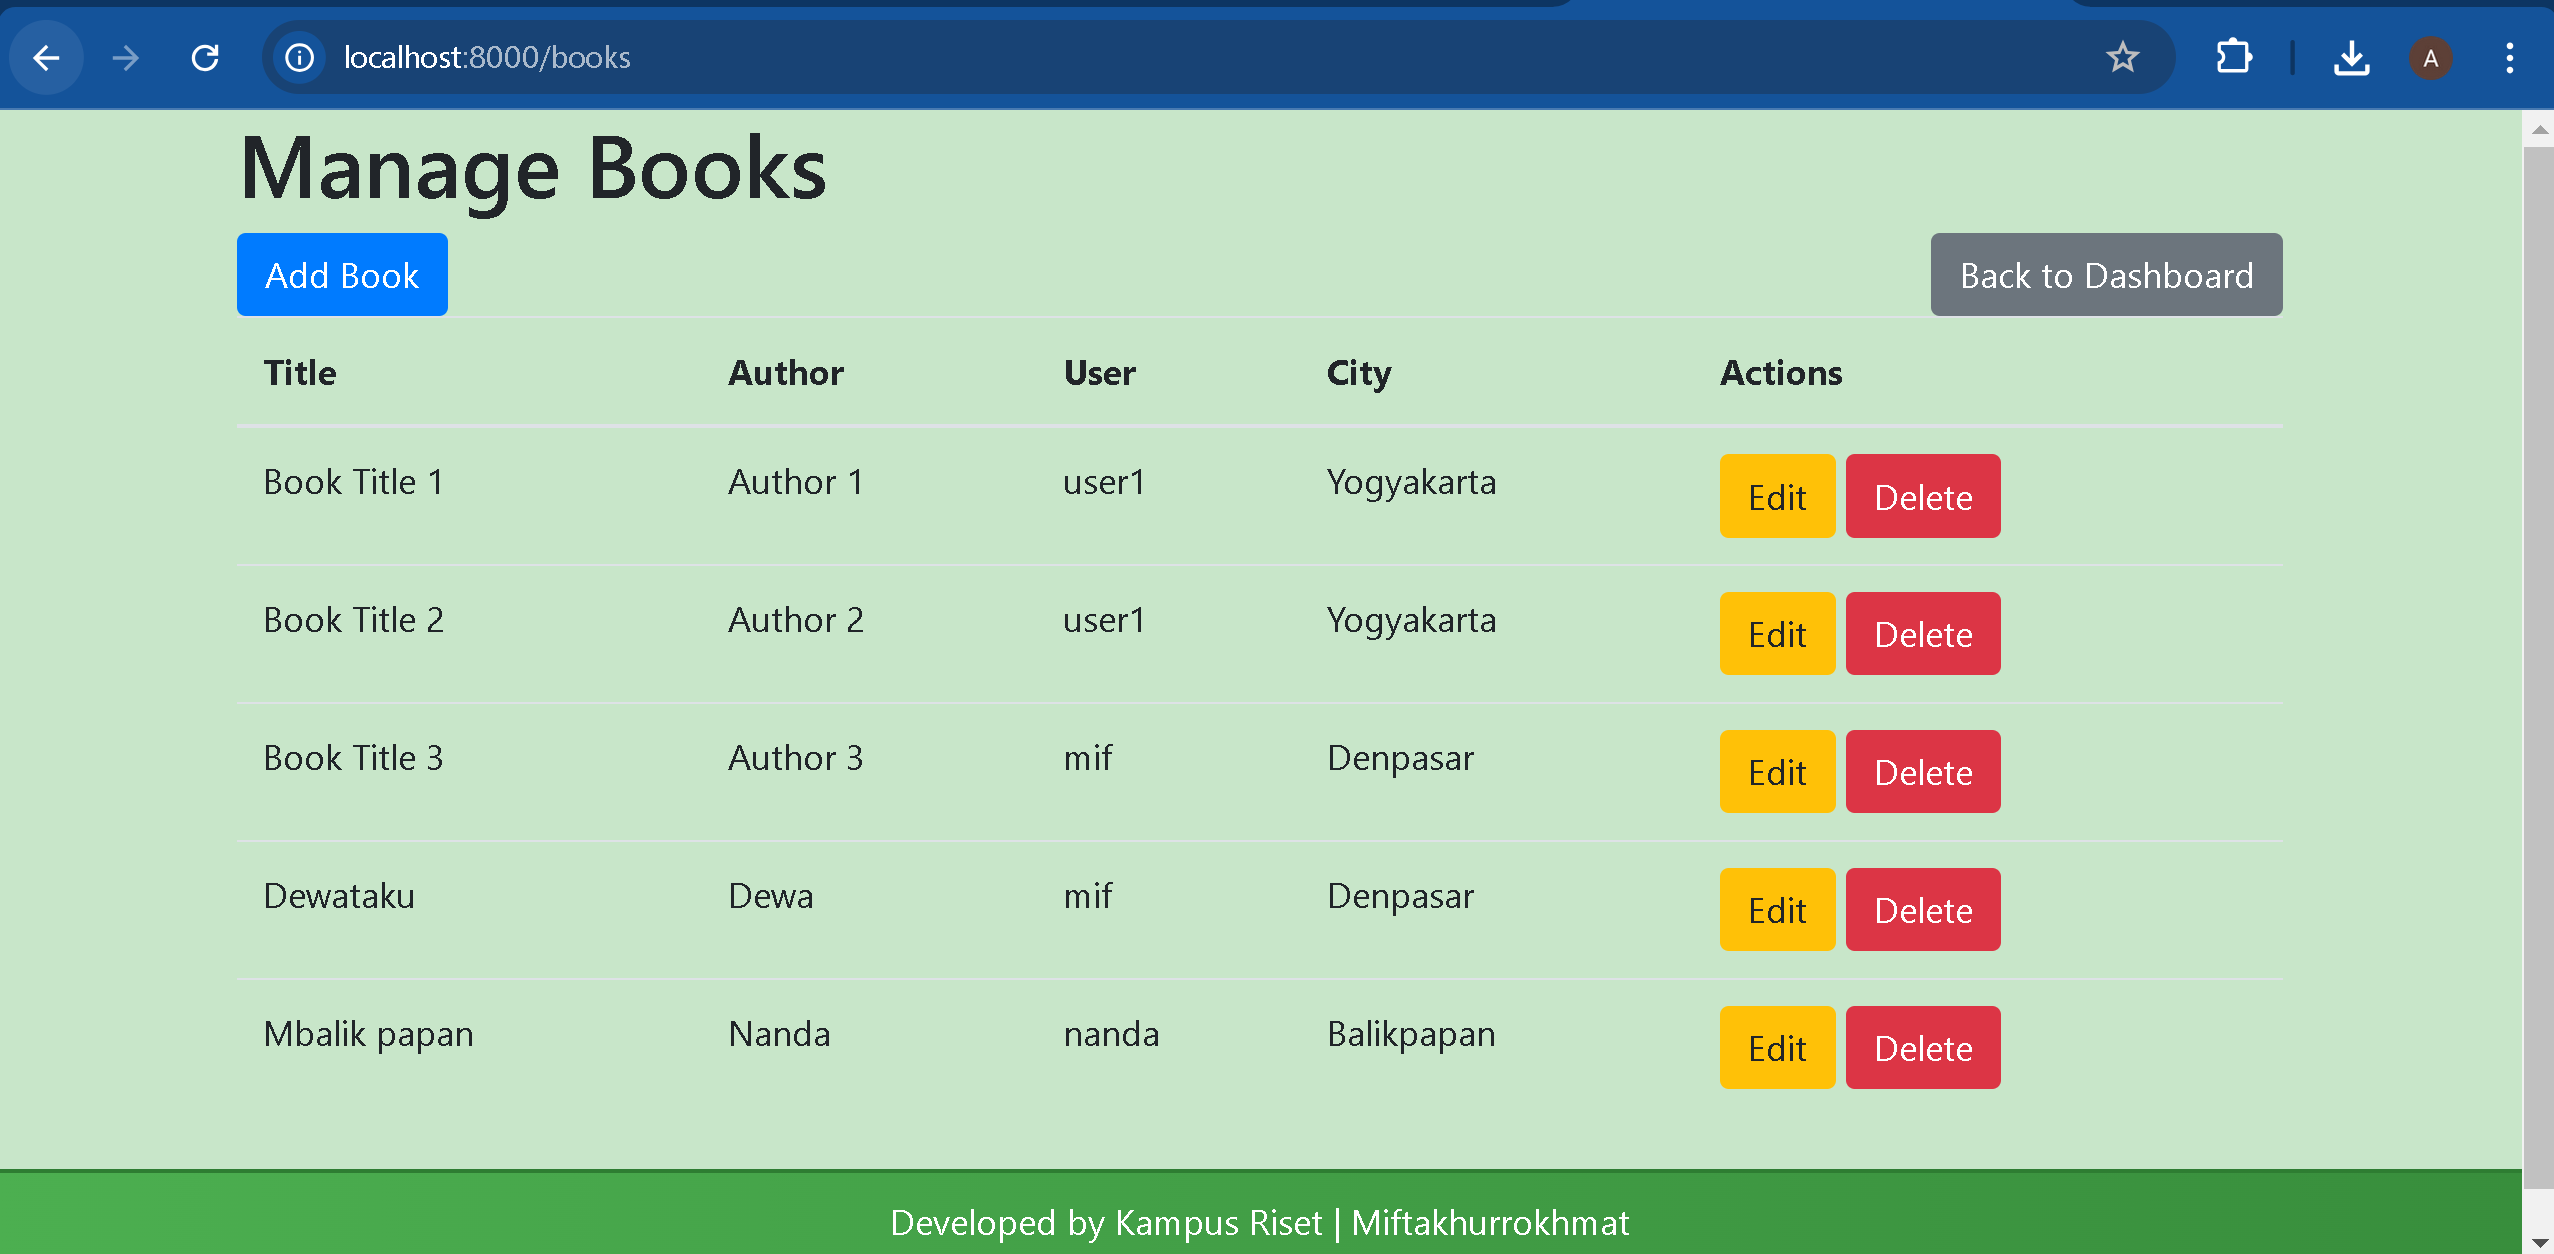 localhost:8000/books
A
Manage Books
Add Book Back to Dashboard
Title Author User City Actions
Book Title 1 Author 1 user1 Yogyakarta Edit Delete
Book Title 2 Author 2 user1 Yogyakarta Edit Delete
Book Title 3 Author 3 mif Denpasar Edit Delete
Dewataku Dewa mif Denpasar Edit Delete
Mbalik papan Nanda nanda Balikpapan Edit Delete
Developed by Kampus Riset | Miftakhurrokhmat